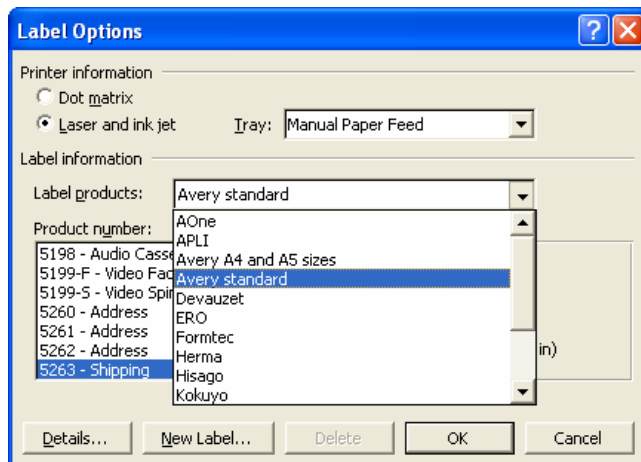 Label Options
Printer information
Dot matrix
Laser and ink jet Tray: Manual Paper Feed
Label information
Label products: Avery standard
Product number:
AOne
APLI
Avery A4 and A5 sizes
Avery standard
Devauzet
ERO
Formtec
Herma
Hisago
Kokuyo
5198 - Audio Casse
5199-F - Video Fac
5199-S - Video Spi
5260 - Address
5261 - Address
5262 - Address
5263 - Shipping
in)
Details... New Label... Delete OK Cancel